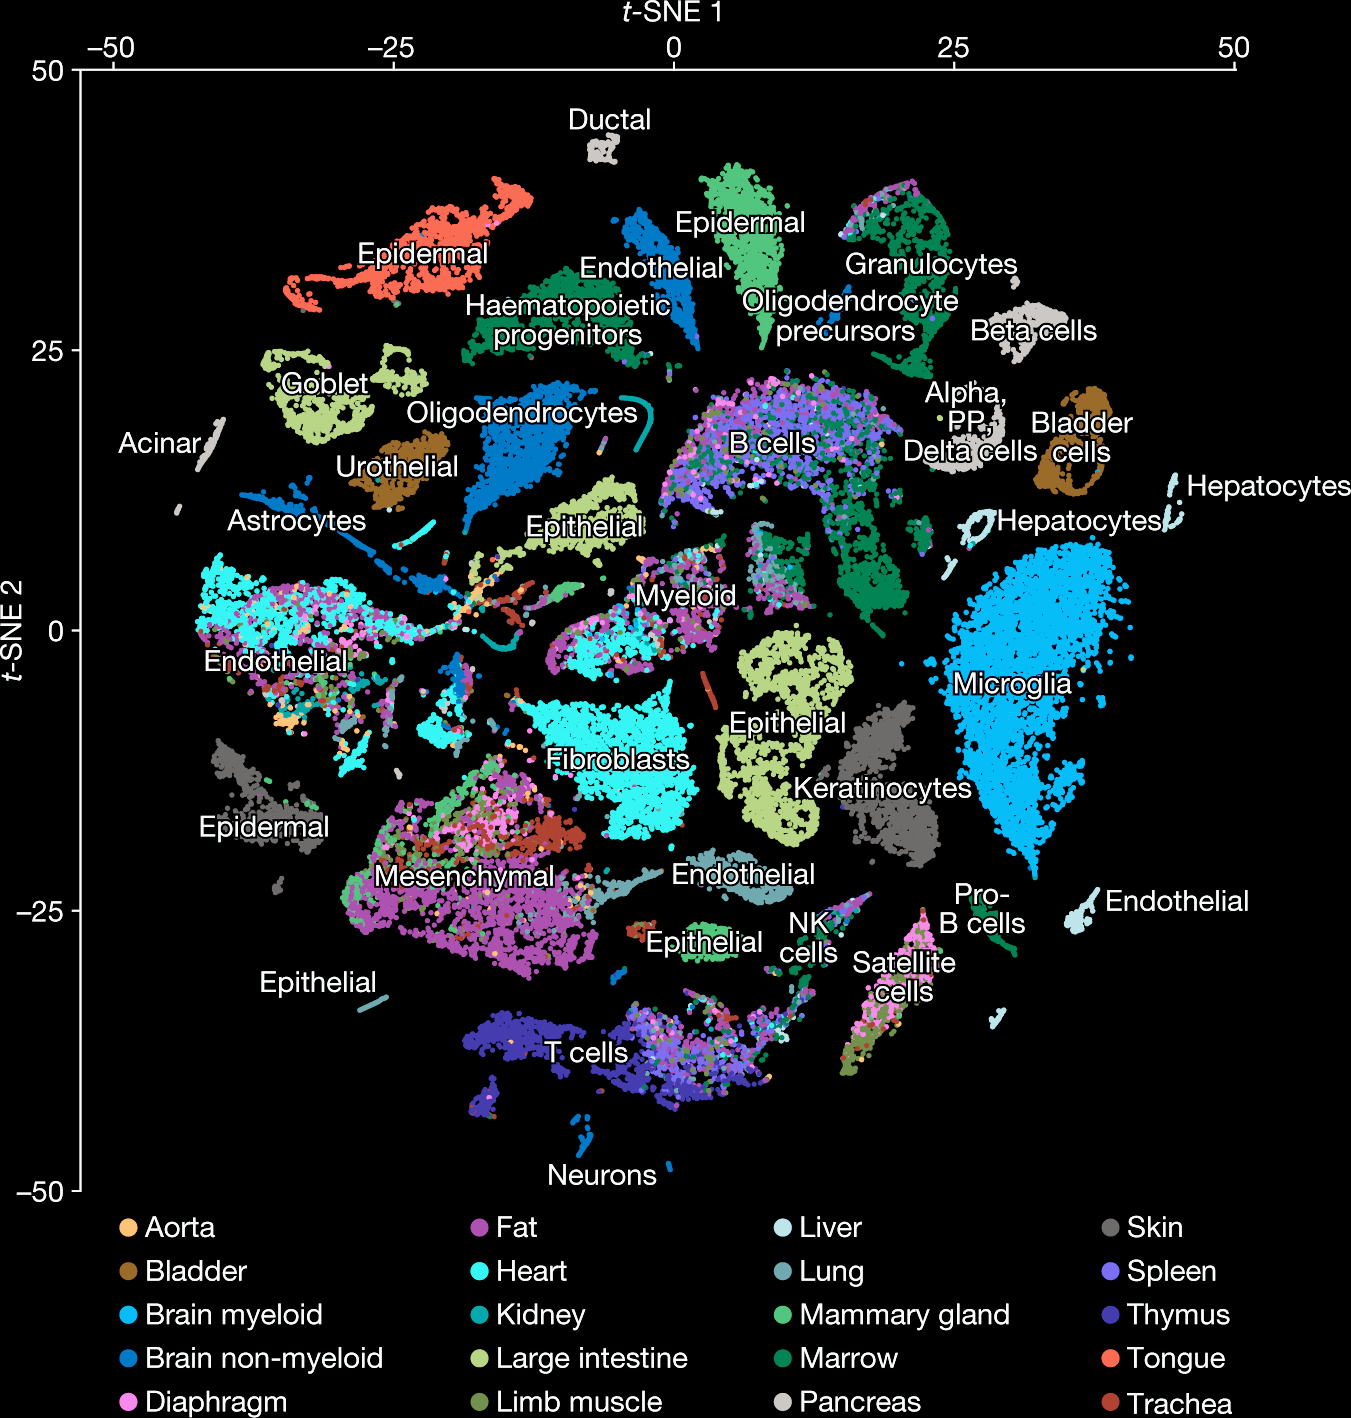 t-SNE 1
–50 –25 0 25 50
50
Ductal
Epidermal
Epidermal
Endothelial
Granulocytes
Haematopoietic
progenitors
Oligodendrocyte
precursors
Beta cells
25
Goblet
Oligodendrocytes
Alpha,
PP,
Delta cells
Bladder
cells
Acinar
B cells
Urothelial
Hepatocytes
Astrocytes
Epithelial
Hepatocytes
t-SNE 2
Myeloid
0
Endothelial
Microglia
Epithelial
Fibroblasts
Keratinocytes
Epidermal
Mesenchymal
Endothelial
–25
Pro-
B cells
Endothelial
NK
cells
Epithelial
Satellite
cells
Epithelial
T cells
Neurons
–50
Aorta Fat Liver Skin
Bladder Heart Lung Spleen
Brain myeloid Kidney Mammary gland Thymus
Brain non-myeloid Large intestine Marrow Tongue
Diaphragm Limb muscle Pancreas Trachea